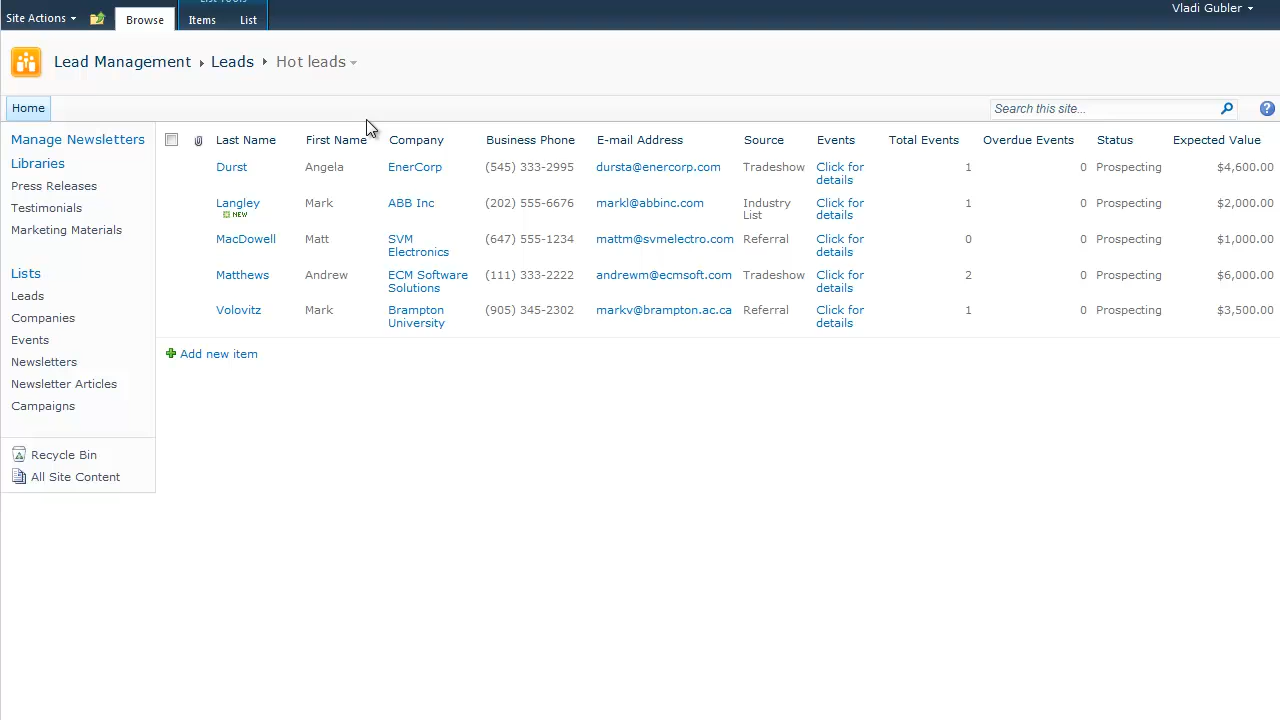 List Tools
Site Actions
Browse
Items
List
Vladi Gubler
Lead Management
Leads
Hot leads
Home
Search this site...
Manage Newsletters
Libraries
Press Releases
Testimonials
Marketing Materials
Lists
Leads
Companies
Events
Newsletters
Newsletter Articles
Campaigns
Recycle Bin
All Site Content
Last Name First Name Company Business Phone E-mail Address Source Events Total Events Overdue Events Status Expected Value
Durst Angela EnerCorp (545) 333-2995 dursta@enercorp.com Tradeshow Click for 1 0 Prospecting $4,600.00
details
Langley Mark ABB Inc (202) 555-6676 markl@abbinc.com Industry Click for 1 0 Prospecting $2,000.00
NEW List details
MacDowell Matt SVM (647) 555-1234 mattm@svmelectro.com Referral Click for 0 0 Prospecting $1,000.00
Electronics details
Matthews Andrew ECM Software (111) 333-2222 andrewm@ecmsoft.com Tradeshow Click for 2 0 Prospecting $6,000.00
Solutions details
Volovitz Mark Brampton (905) 345-2302 markv@brampton.ac.ca Referral Click for 1 0 Prospecting $3,500.00
University details
Add new item